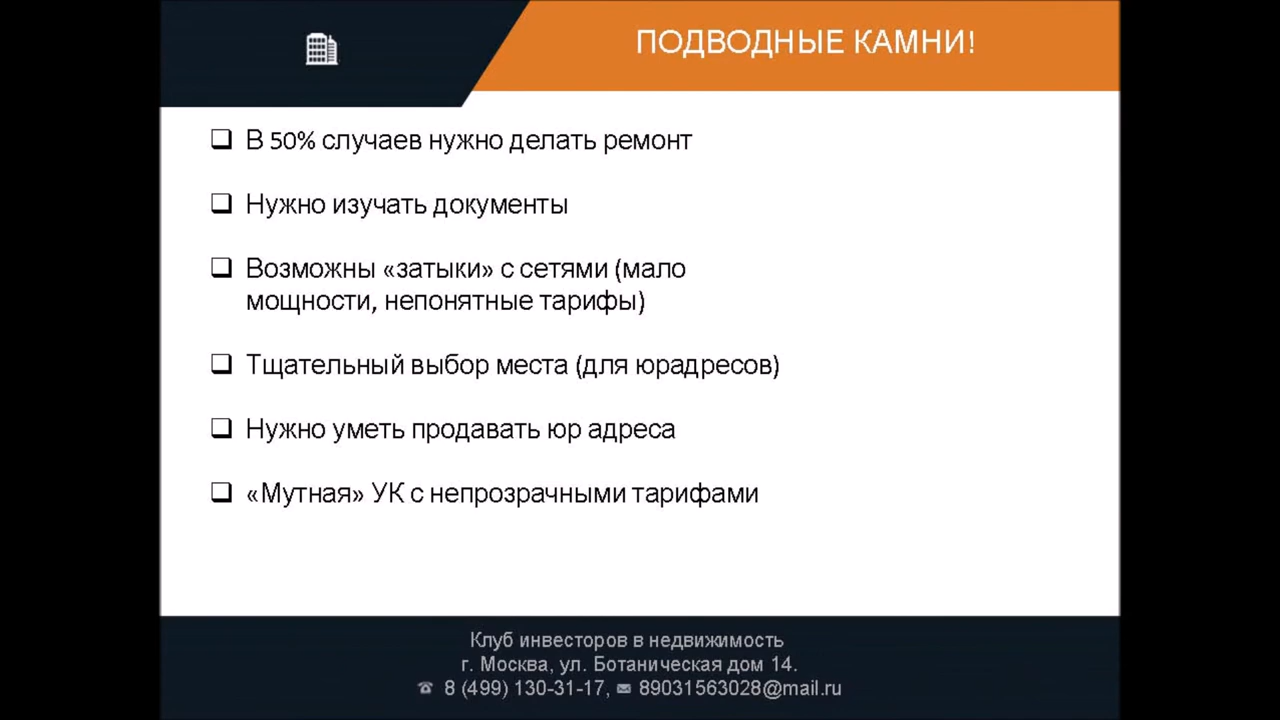 ПОДВОДНЫЕ КАМНИ!
В 50% случаев нужно делать ремонт
Нужно изучать документы
Возможны «затыки» с сетями (мало
мощности, непонятные тарифы)
Тщательный выбор места (для юрадресов)
Нужно уметь продавать юр адреса
«Мутная» УК с непрозрачными тарифами
Клуб инвесторов в недвижимость
г. Москва, ул. Ботаническая дом 14.
8 (499) 130-31-17, 89031563028@mail.ru